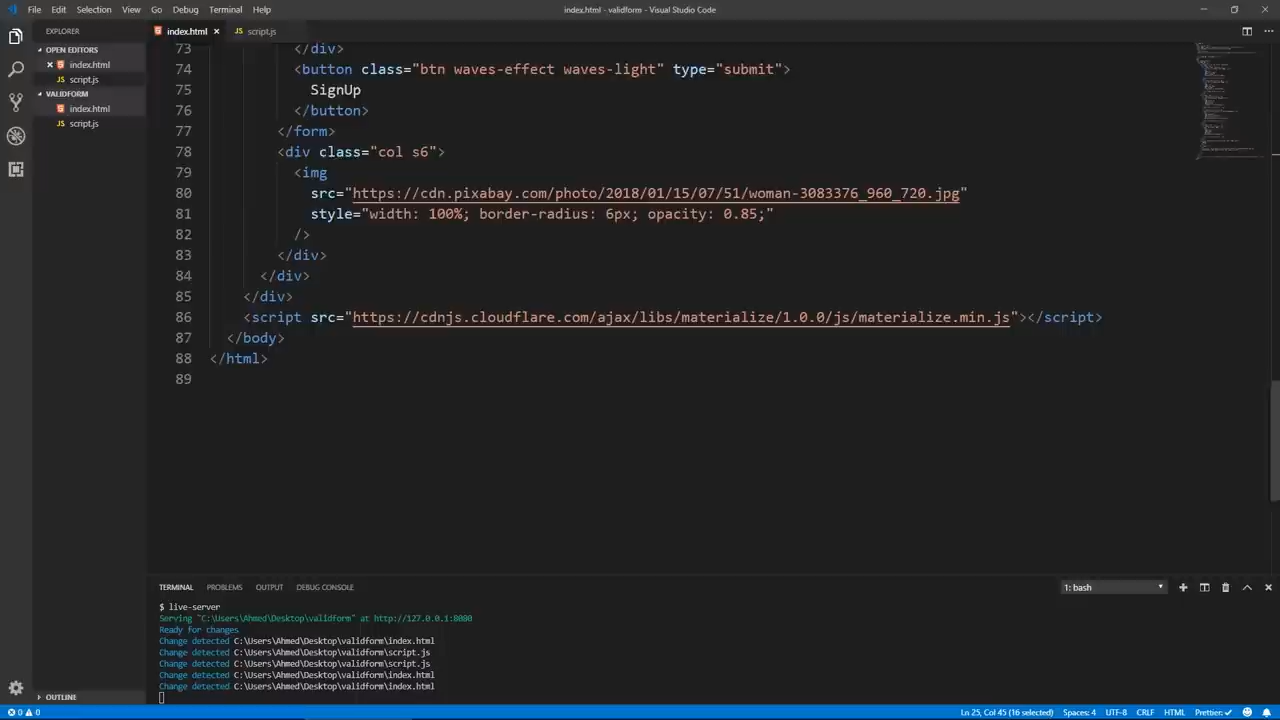 File Edit Selection View Go Debug Terminal Help
index.html - validform - Visual Studio Code
EXPLORER
OPEN EDITORS
index.html
script.js
VALIDFORM
index.html
script.js
OUTLINE
index.html
script.js
73 </div>
74 <button class="btn waves-effect waves-light" type="submit">
75 SignUp
76 </button>
77 </form>
78 <div class="col s6">
79 <img
80 src="https://cdn.pixabay.com/photo/2018/01/15/07/51/woman-3083376_960_720.jpg"
81 style="width: 100%; border-radius: 6px; opacity: 0.85;"
82 />
83 </div>
84 </div>
85 </div>
86 <script src="https://cdnjs.cloudflare.com/ajax/libs/materialize/1.0.0/js/materialize.min.js"></script>
87 </body>
88 </html>
89
TERMINAL PROBLEMS OUTPUT DEBUG CONSOLE
1: bash
$ live-server
Serving "C:\Users\Ahmed\Desktop\validform" at http://127.0.0.1:8080
Ready for changes
Change detected C:\Users\Ahmed\Desktop\validform\index.html
Change detected C:\Users\Ahmed\Desktop\validform\script.js
Change detected C:\Users\Ahmed\Desktop\validform\script.js
Change detected C:\Users\Ahmed\Desktop\validform\index.html
Change detected C:\Users\Ahmed\Desktop\validform\index.html
0 0
Ln 25, Col 45 (16 selected) Spaces: 4 UTF-8 CRLF HTML Prettier: ✓